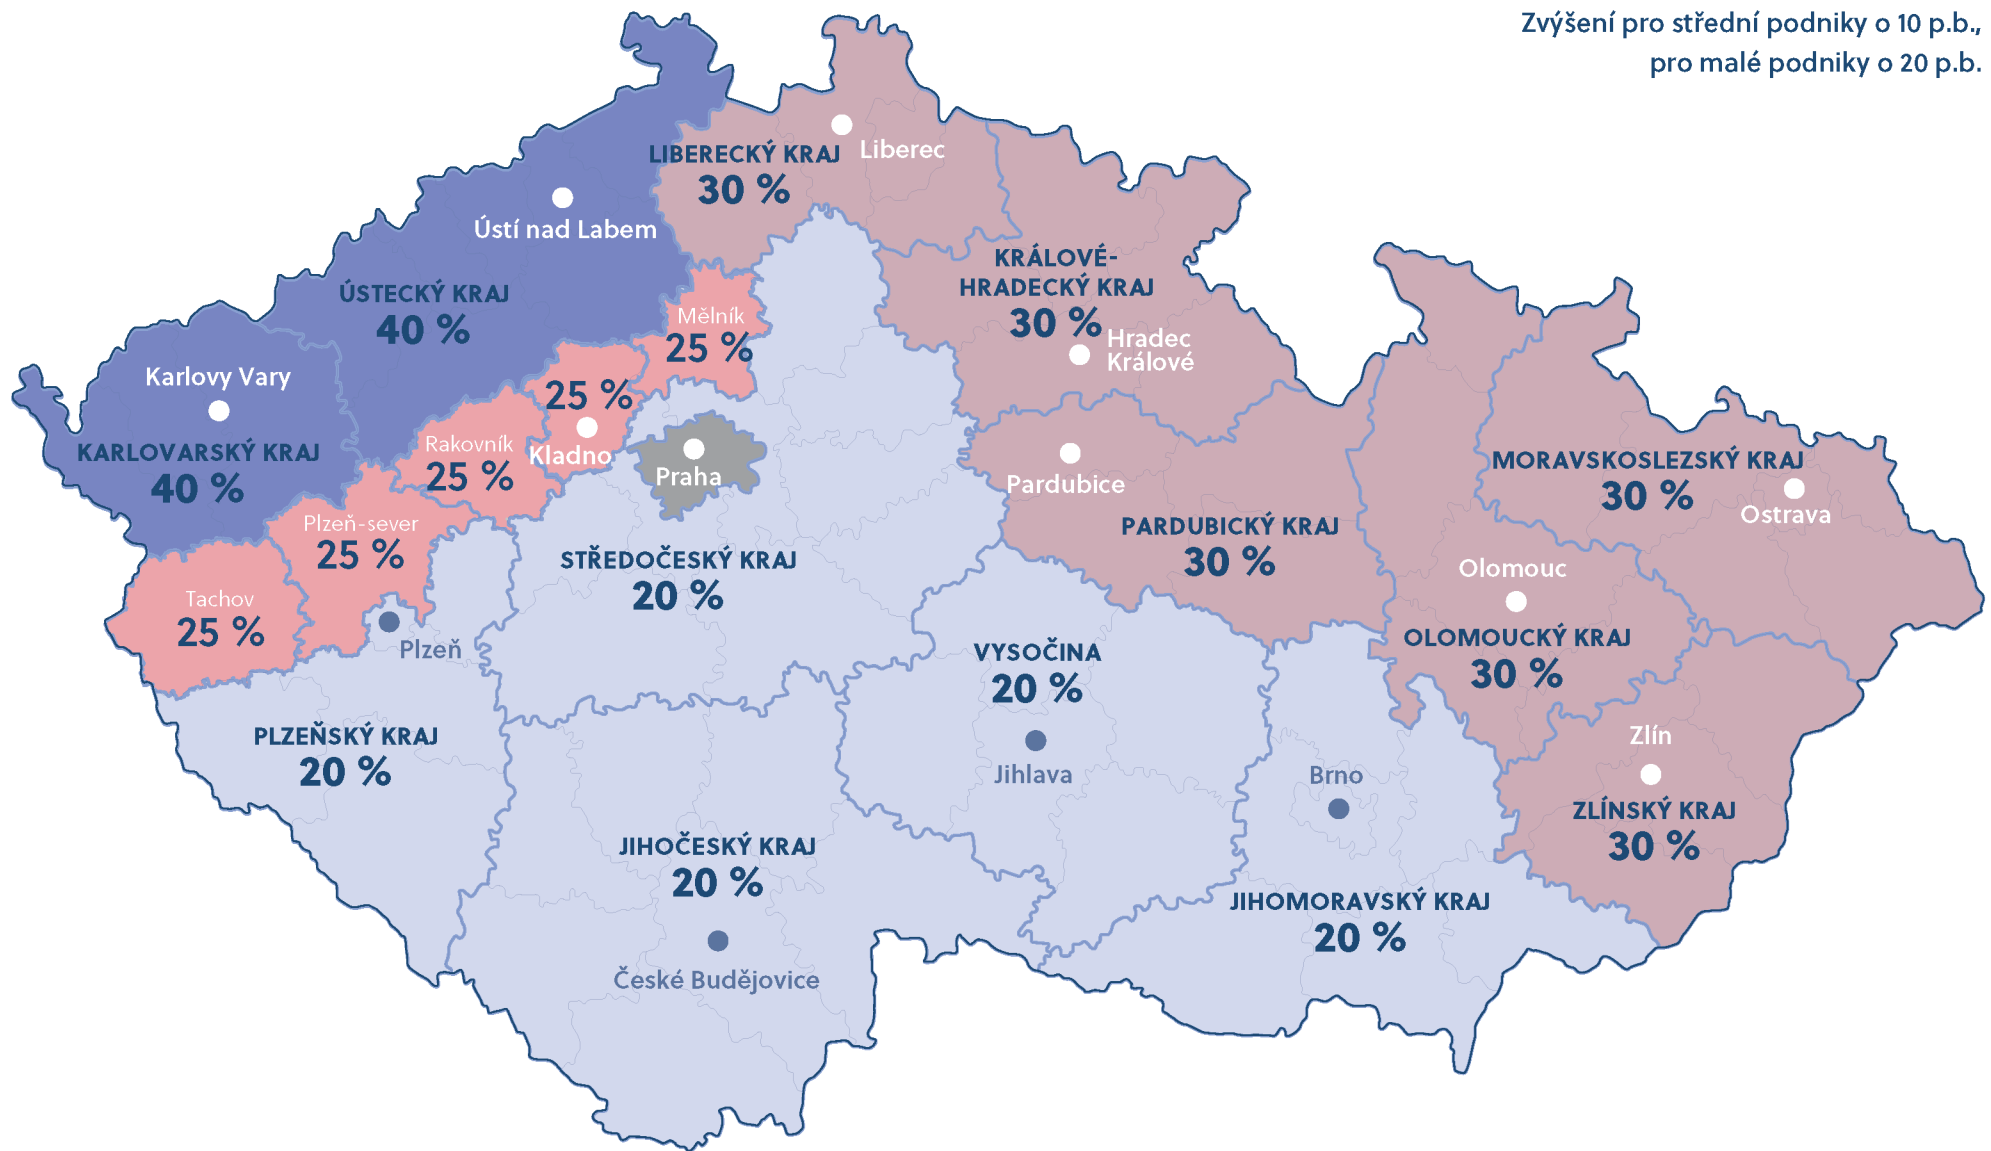 Zvýšení pro střední podniky o 10 p.b.,
pro malé podniky o 20 p.b.
LIBERECKÝ KRAJ
30 %
Liberec
Ústí nad Labem
ÚSTECKÝ KRAJ
40 %
KRÁLOVÉ-
HRADECKÝ KRAJ
30 %
Hradec
Králové
Mělník
25 %
Karlovy Vary
KARLOVARSKÝ KRAJ
40 %
25 %
Kladno
Rakovník
25 %
Praha
Pardubice
PARDUBICKÝ KRAJ
30 %
MORAVSKOSLEZSKÝ KRAJ
30 %
Ostrava
Plzeň-sever
25 %
Tachov
25 %
Plzeň
STŘEDOČESKÝ KRAJ
20 %
Olomouc
OLOMOUCKÝ KRAJ
30 %
VYSOČINA
20 %
Jihlava
PLZEŇSKÝ KRAJ
20 %
Zlín
ZLÍNSKÝ KRAJ
30 %
Brno
JIHOČESKÝ KRAJ
20 %
České Budějovice
JIHOMORAVSKÝ KRAJ
20 %